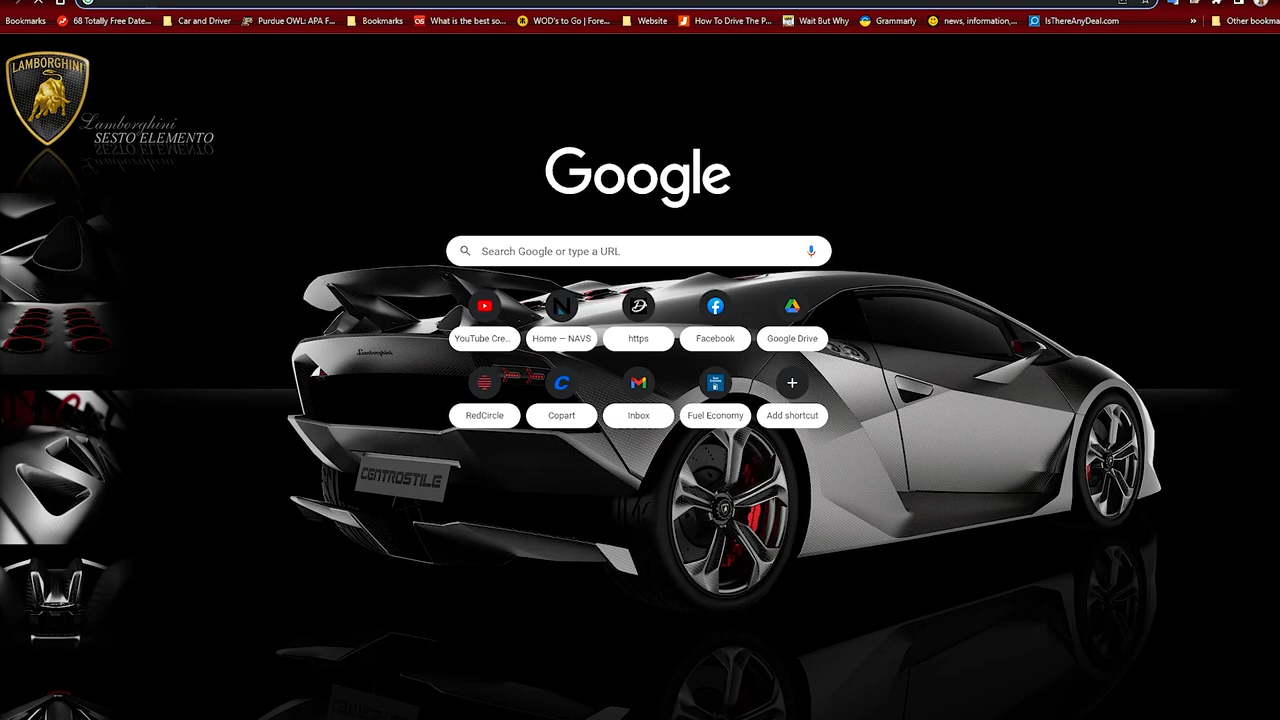 Bookmarks 68 Totally Free Date... Car and Driver Purdue OWL: APA F... Bookmarks What is the best so... WOD's to Go | Fore... Website How To Drive The P... Wait But Why Grammarly news, information,... IsThereAnyDeal.com » Other bookma
LAMBORGHINI
Lamborghini
SESTO ELEMENTO
Google
Search Google or type a URL
YouTube Cre... Home — NAVS https Facebook Google Drive
Lamborghini
RedCircle Copart Inbox Fuel Economy Add shortcut
CENTROSTILE